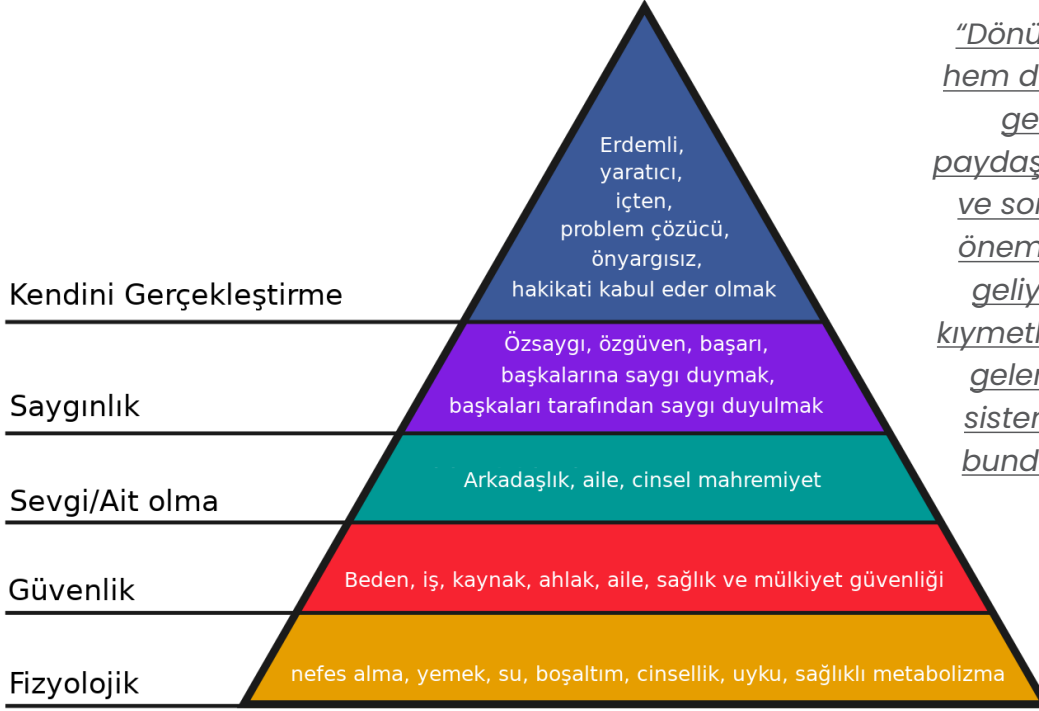 Erdemli,
yaratıcı,
içten,
problem çözücü,
önyargısız,
hakikati kabul eder olmak
Kendini Gerçekleştirme
Özsaygı, özgüven, başarı,
başkalarına saygı duymak,
başkaları tarafından saygı duyulmak
Saygınlık
Arkadaşlık, aile, cinsel mahremiyet
Sevgi/Ait olma
Beden, iş, kaynak, ahlak, aile, sağlık ve mülkiyet güvenliği
Güvenlik
nefes alma, yemek, su, boşaltım, cinsellik, uyku, sağlıklı metabolizma
Fizyolojik
hem
ve